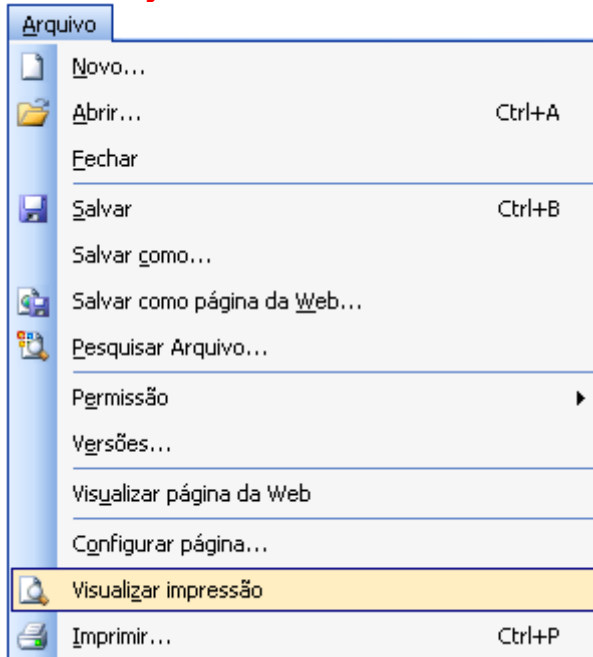 Arquivo
Novo...
Abrir... Ctrl+A
Fechar
Salvar Ctrl+B
Salvar como...
Salvar como página da Web...
Pesquisar Arquivo...
Permissão
Versões...
Visualizar página da Web
Configurar página...
Visualizar impressão
Imprimir... Ctrl+P